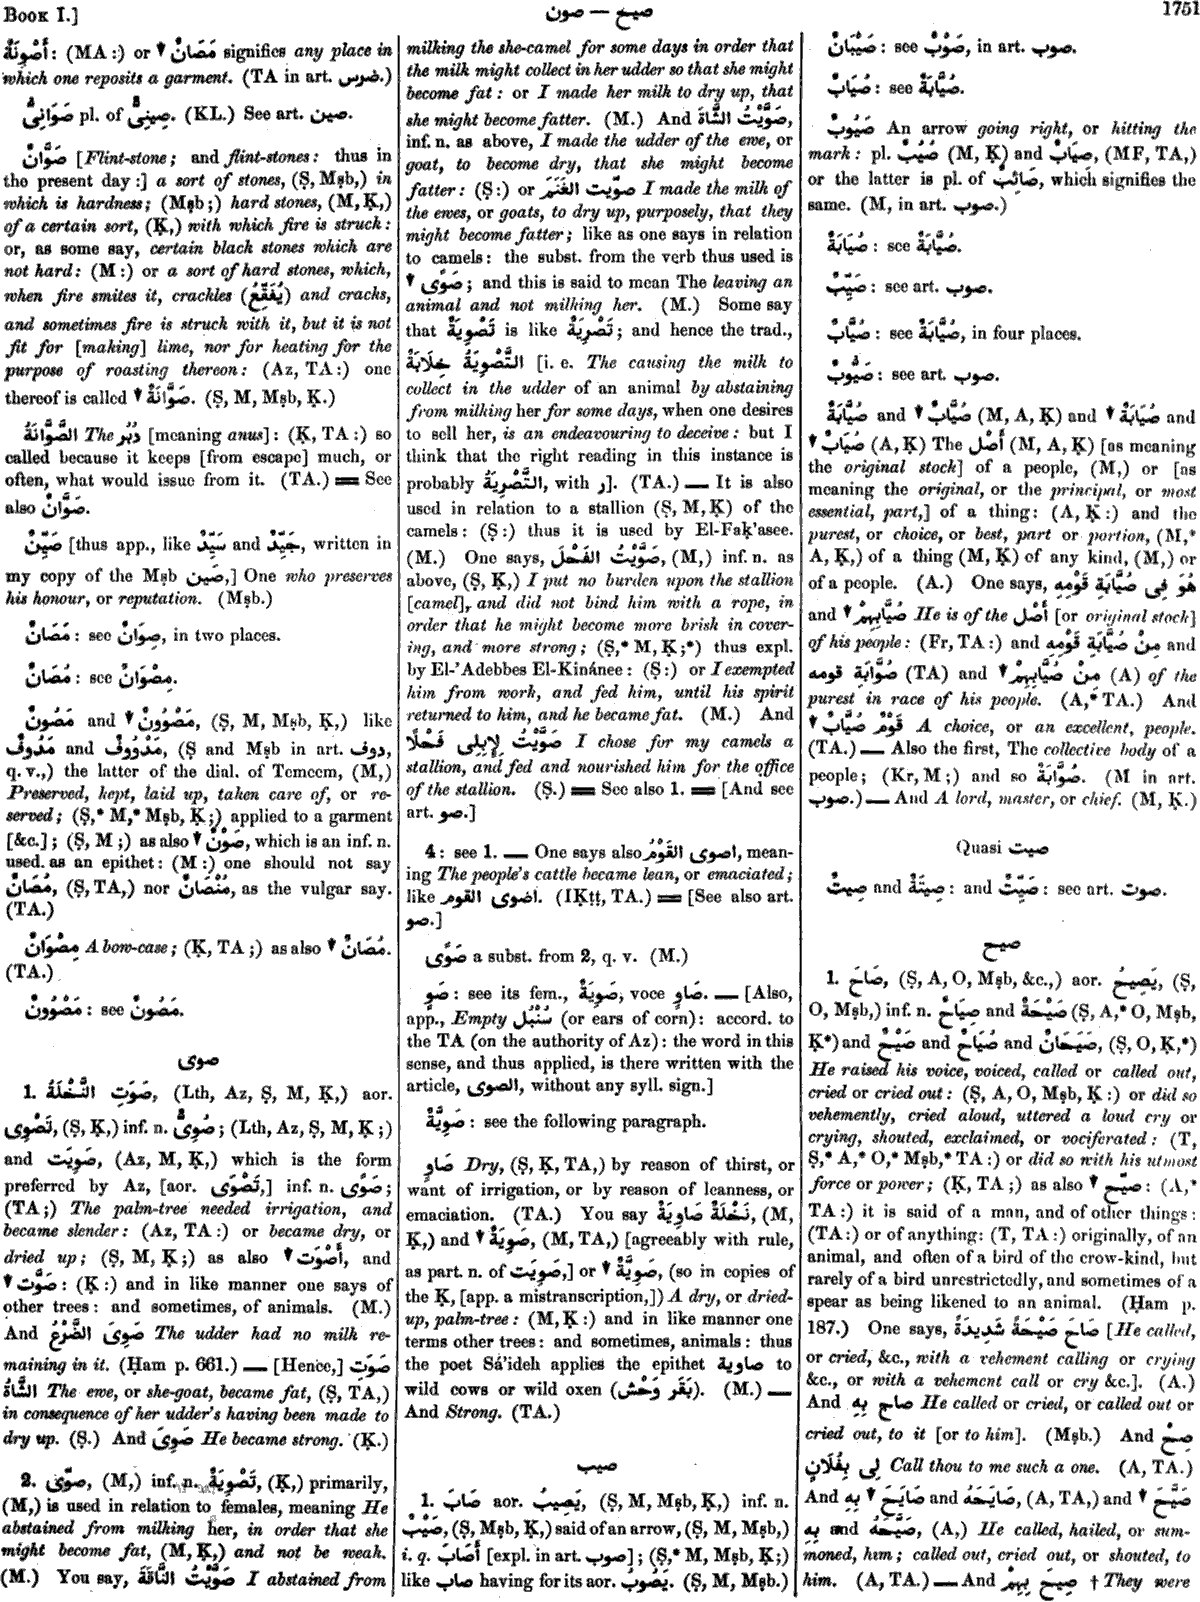 BOOK I.]
صون — صيح
1751
أَصْوِنَةٌ: (MA:) or ↓ مَصَانٌ signifies any place in
which one reposits a garment. (TA in art. ضرس.)
صَوَانِىُّ pl. of صِينِىٌّ. (KL.) See art. صين.
صَوَّانٌ [Flint-stone; and flint-stones: thus in
the present day:] a sort of stones, (Ṣ, Mṣb,) in
which is hardness; (Mṣb;) hard stones, (M, Ḳ,)
of a certain sort, (Ḳ,) with which fire is struck:
or, as some say, certain black stones which are
not hard: (M:) or a sort of hard stones, which,
when fire smites it, crackles (يُفَقِّعُ) and cracks,
and sometimes fire is struck with it, but it is not
fit for [making] lime, nor for heating for the
purpose of roasting thereon: (Az, TA:) one
thereof is called ↓ صَوَّانَةٌ. (Ṣ, M, Mṣb, Ḳ.)
الصَّوَّانَةُ The دُبُر [meaning anus]: (Ḳ, TA:) so
called because it keeps [from escape] much, or
often, what would issue from it. (TA.) ═ See
also صَوَّانٌ.
صَيِّنٌ [thus app., like سَيِّدٌ and جَيِّدٌ, written in
my copy of the Mṣb صَين,] One who preserves
his honour, or reputation. (Mṣb.)
مَصَانٌ: see صِوَانٌ, in two places.
مُصَانٌ: see مِصْوَانٌ.
مَصُونٌ and ↓ مَصْوُونٌ, (Ṣ, M, Mṣb, Ḳ,) like
مَدُوفٌ and مَدْوُوفٌ, (Ṣ and Mṣb in art. دوف,
q. v.,) the latter of the dial. of Temeem, (M,)
Preserved, kept, laid up, taken care of, or re-
served; (Ṣ,* M,* Mṣb, Ḳ;) applied to a garment
[&c.]; (Ṣ, M;) as also ↓ صَوْنٌ, which is an inf. n.
used as an epithet: (M:) one should not say
مُصَانٌ, (Ṣ, TA,) nor مُنْصَانٌ, as the vulgar say.
(TA.)
مِصْوَانٌ A bow-case; (Ḳ, TA;) as also ↓ مُصَانٌ.
(TA.)
مَصْوُونٌ: see مَصُونٌ.
صوى
1. صَوَتِ النَّخْلَةُ, (Lth, Az, Ṣ, M, Ḳ,) aor.
تَصْوِى, (Ṣ, Ḳ,) inf. n. صُوِىٌّ; (Lth, Az, Ṣ, M, Ḳ;)
and صَوِيَت, (Az, M, Ḳ,) which is the form
preferred by Az, [aor. تَصْوَى,] inf. n. صَوًى;
(TA;) The palm-tree needed irrigation, and
became slender: (Az, TA:) or became dry, or
dried up; (Ṣ, M, Ḳ;) as also ↓ أَصْوَت, and
↓ صَوَّت: (Ḳ:) and in like manner one says of
other trees: and sometimes, of animals. (M.)
And صَوِىَ الضَّرْعُ The udder had no milk re-
maining in it. (Ḥam p. 661.) — [Hence,] صَوَتِ
الشَّاةُ The ewe, or she-goat, became fat, (Ṣ, TA,)
in consequence of her udder's having been made to
dry up. (Ṣ.) And صَوِىَ He became strong. (Ḳ.)
2. صَوَّى, (M,) inf. n. تَصْوِيَةٌ, (Ḳ,) primarily,
(M,) is used in relation to females, meaning He
abstained from milking her, in order that she
might become fat, (M, Ḳ,) and not be weak.
(M.) You say, صَوَّيْتُ النَّاقَةَ I abstained from
milking the she-camel for some days in order that
the milk might collect in her udder so that she might
become fat: or I made her milk to dry up, that
she might become fatter. (M.) And صَوَّيْتُ الشَّاةَ,
inf. n. as above, I made the udder of the ewe, or
goat, to become dry, that she might become
fatter: (Ṣ:) or صوّيت الغَنَمَ I made the milk of
the ewes, or goats, to dry up, purposely, that they
might become fatter; like as one says in relation
to camels: the subst. from the verb thus used is
↓ صَوًى; and this is said to mean The leaving an
animal and not milking her. (M.) Some say
that تَصْوِيَةٌ is like تَصْرِيَةٌ; and hence the trad.,
التَّصْوِيَةُ خِلَابَةٌ [i. e. The causing the milk to
collect in the udder of an animal by abstaining
from milking her for some days, when one desires
to sell her, is an endeavouring to deceive: but I
think that the right reading in this instance is
probably التَّصْرِيَةُ, with ر]. (TA.) — It is also
used in relation to a stallion (Ṣ, M, Ḳ) of the
camels: (Ṣ:) thus it is used by El-Faḳ'asee.
(M.) One says, صَوَّيْتُ الفَحْلَ, (M,) inf. n. as
above, (Ṣ, Ḳ,) I put no burden upon the stallion
[camel], and did not bind him with a rope, in
order that he might become more brisk in cover-
ing, and more strong; (Ṣ,* M, Ḳ;*) thus expl.
by El-'Adebbes El-Kinánee: (Ṣ:) or I exempted
him from work, and fed him, until his spirit
returned to him, and he became fat. (M.) And
صَوَّيْتُ لِإِبِلِى فَحْلًا I chose for my camels a
stallion, and fed and nourished him for the office
of the stallion. (Ṣ.) ═ See also 1. ═ [And see
art. صو.]
4: see 1. — One says also اصوى القَوْمُ, mean-
ing The people's cattle became lean, or emaciated;
like اضوى القوم. (IḲṭṭ, TA.) ═ [See also art.
صو.]
صَوًى a subst. from 2, q. v. (M.)
صَوٍ: see its fem., صَوِيَةٌ, voce صَاوٍ. — [Also,
app., Empty سُنْبُل (or ears of corn): accord. to
the TA (on the authority of Az): the word in this
sense, and thus applied, is there written with the
article, الصوى, without any syll. sign.]
صَوِيَّةٌ: see the following paragraph.
صَاوٍ Dry, (Ṣ, Ḳ, TA,) by reason of thirst, or
want of irrigation, or by reason of leanness, or
emaciation. (TA.) You say نَخْلَةٌ صَاوِيَةٌ, (M,
Ḳ,) and ↓ صَوِيَةٌ, (M, TA,) [agreeably with rule,
as part. n. of صَوِيَت,] or ↓ صَوِيَّةٌ, (so in copies of
the Ḳ, [app. a mistranscription,]) A dry, or dried-
up, palm-tree: (M, Ḳ:) and in like manner one
terms other trees: and sometimes, animals: thus
the poet Sá'ideh applies the epithet صاوية to
wild cows or wild oxen (بَقَر وَحْش). (M.) —
And Strong. (TA.)
صيب
1. صَابَ aor. يَصِيبُ, (Ṣ, M, Mṣb, Ḳ,) inf. n.
صَيْبٌ, (Ṣ, Mṣb, Ḳ,) said of an arrow, (Ṣ, M, Mṣb,)
i. q. أَصَابَ [expl. in art. صوب]; (Ṣ,* M, Mṣb, Ḳ;)
like صاب having for its aor. يَصُوبُ. (Ṣ, M, Mṣb.)
صَيْبَانٌ: see صَوْبٌ, in art. صوب.
صُيَابٌ: see صُيَّابَةٌ.
صَيُوبٌ An arrow going right, or hitting the
mark: pl. صُيُبٌ (M, Ḳ) and صِيَابٌ, (MF, TA,)
or the latter is pl. of صَائِبٌ, which signifies the
same. (M, in art. صوب.)
صُيَابَةٌ: see صُيَّابَةٌ.
صَيِّبٌ: see art. صوب.
صُيَّابٌ: see صُيَّابَةٌ, in four places.
صَيُّوبٌ: see art. صوب.
صُيَّابَةٌ and ↓ صُيَّابٌ (M, A, Ḳ) and ↓ صُيَابَةٌ and
↓ صُيَابٌ (A, Ḳ) The أَصْل (M, A, Ḳ) [as meaning
the original stock] of a people, (M,) or [as
meaning the original, or the principal, or most
essential, part,] of a thing: (A, Ḳ:) and the
purest, or choice, or best, part or portion, (M,*
A, Ḳ,) of a thing (M, Ḳ) of any kind, (M,) or
of a people. (A.) One says, هُوَ فِى صُيَّابَةِ قَوْمِهِ
and ↓ صُيَّابِهِمْ He is of the أَصْل [or original stock]
of his people: (Fr, TA:) and مِنْ صُيَّابَةِ قَوْمِهِ and
صُوَّابَةِ قومه (TA) and ↓ مِنْ صُيَّابِهِمْ (A) of the
purest in race of his people. (A,* TA.) And
↓ قَوْمٌ صُيَّابٌ A choice, or an excellent, people.
(TA.) — Also the first, The collective body of a
people; (Kr, M;) and so صُوَّابَةٌ. (M in art.
صوب.) — And A lord, master, or chief. (M, Ḳ.)
Quasi صيت
صِيتٌ and صِيتَةٌ: and صَيِّتٌ: see art. صوت.
صيح
1. صَاحَ, (Ṣ, A, O, Mṣb, &c.,) aor. يَصِيحُ, (Ṣ,
O, Mṣb,) inf. n. صِيَاحٌ and صَيْحَةٌ (Ṣ, A,* O, Mṣb,
Ḳ*) and صَيْحٌ and صُيَاحٌ and صَيَحَانٌ, (Ṣ, O, Ḳ,*)
He raised his voice, voiced, called or called out,
cried or cried out: (Ṣ, A, O, Mṣb, Ḳ:) or did so
vehemently, cried aloud, uttered a loud cry or
crying, shouted, exclaimed, or vociferated: (T,
Ṣ,* A,* O,* Mṣb,* TA:) or did so with his utmost
force or power; (Ḳ, TA;) as also ↓ صيّح: (A,*
TA:) it is said of a man, and of other things:
(TA:) or of anything: (T, TA:) originally, of an
animal, and often of a bird of the crow-kind, but
rarely of a bird unrestrictedly, and sometimes of a
spear as being likened to an animal. (Ḥam p.
187.) One says, صَاحَ صَيْحَةً شَدِيدَةً [He called,
or cried, &c., with a vehement calling or crying
&c., or with a vehement call or cry &c.]. (A.)
And صاح بِهِ He called or cried, or called out or
cried out, to it [or to him]. (Mṣb.) And صِحْ
لِى بِفُلَانٍ Call thou to me such a one. (A, TA.)
And ↓ صَايَحَ بِهِ and صَايَحَهُ, (A, TA,) and ↓ صَيَّحَ
بِهِ and صَيَّحَهُ, (A,) He called, hailed, or sum-
moned, him; called out, cried out, or shouted, to
him. (A, TA.) — And صِيحَ بِهِمْ † They were